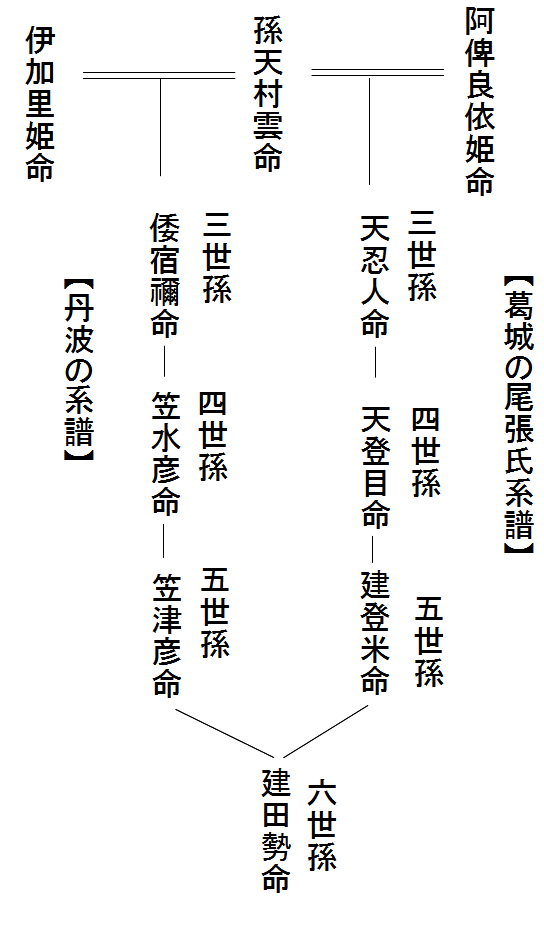 阿俾良依姫命
孫天村雲命
伊加里姫命
【葛城の尾張氏系譜】
三世孫
天忍人命
三世孫
倭宿禰命
【丹波の系譜】
四世孫
天登目命
四世孫
笠水彦命
五世孫
建登米命
五世孫
笠津彦命
六世孫
建田勢命